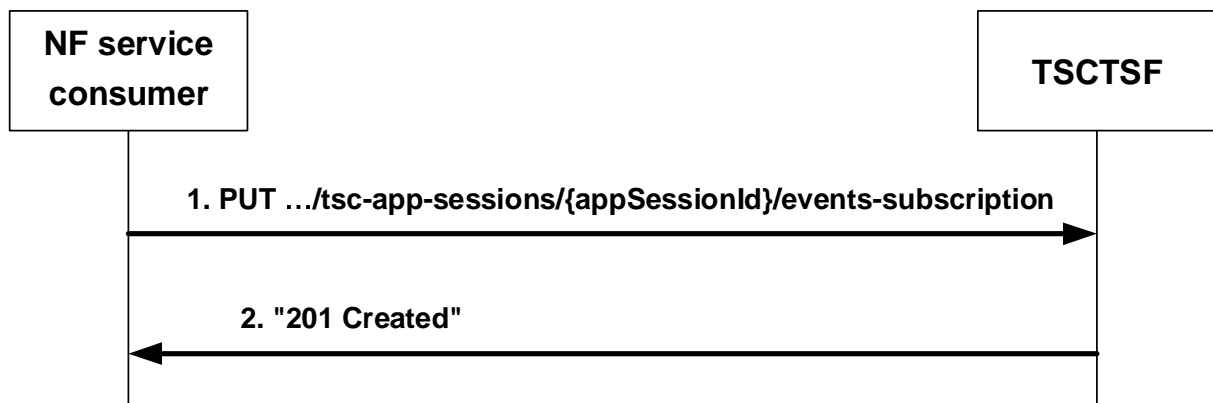 NF service
consumer
TSCTSF
1. PUT …/tsc-app-sessions/{appSessionId}/events-subscription
2. "201 Created"